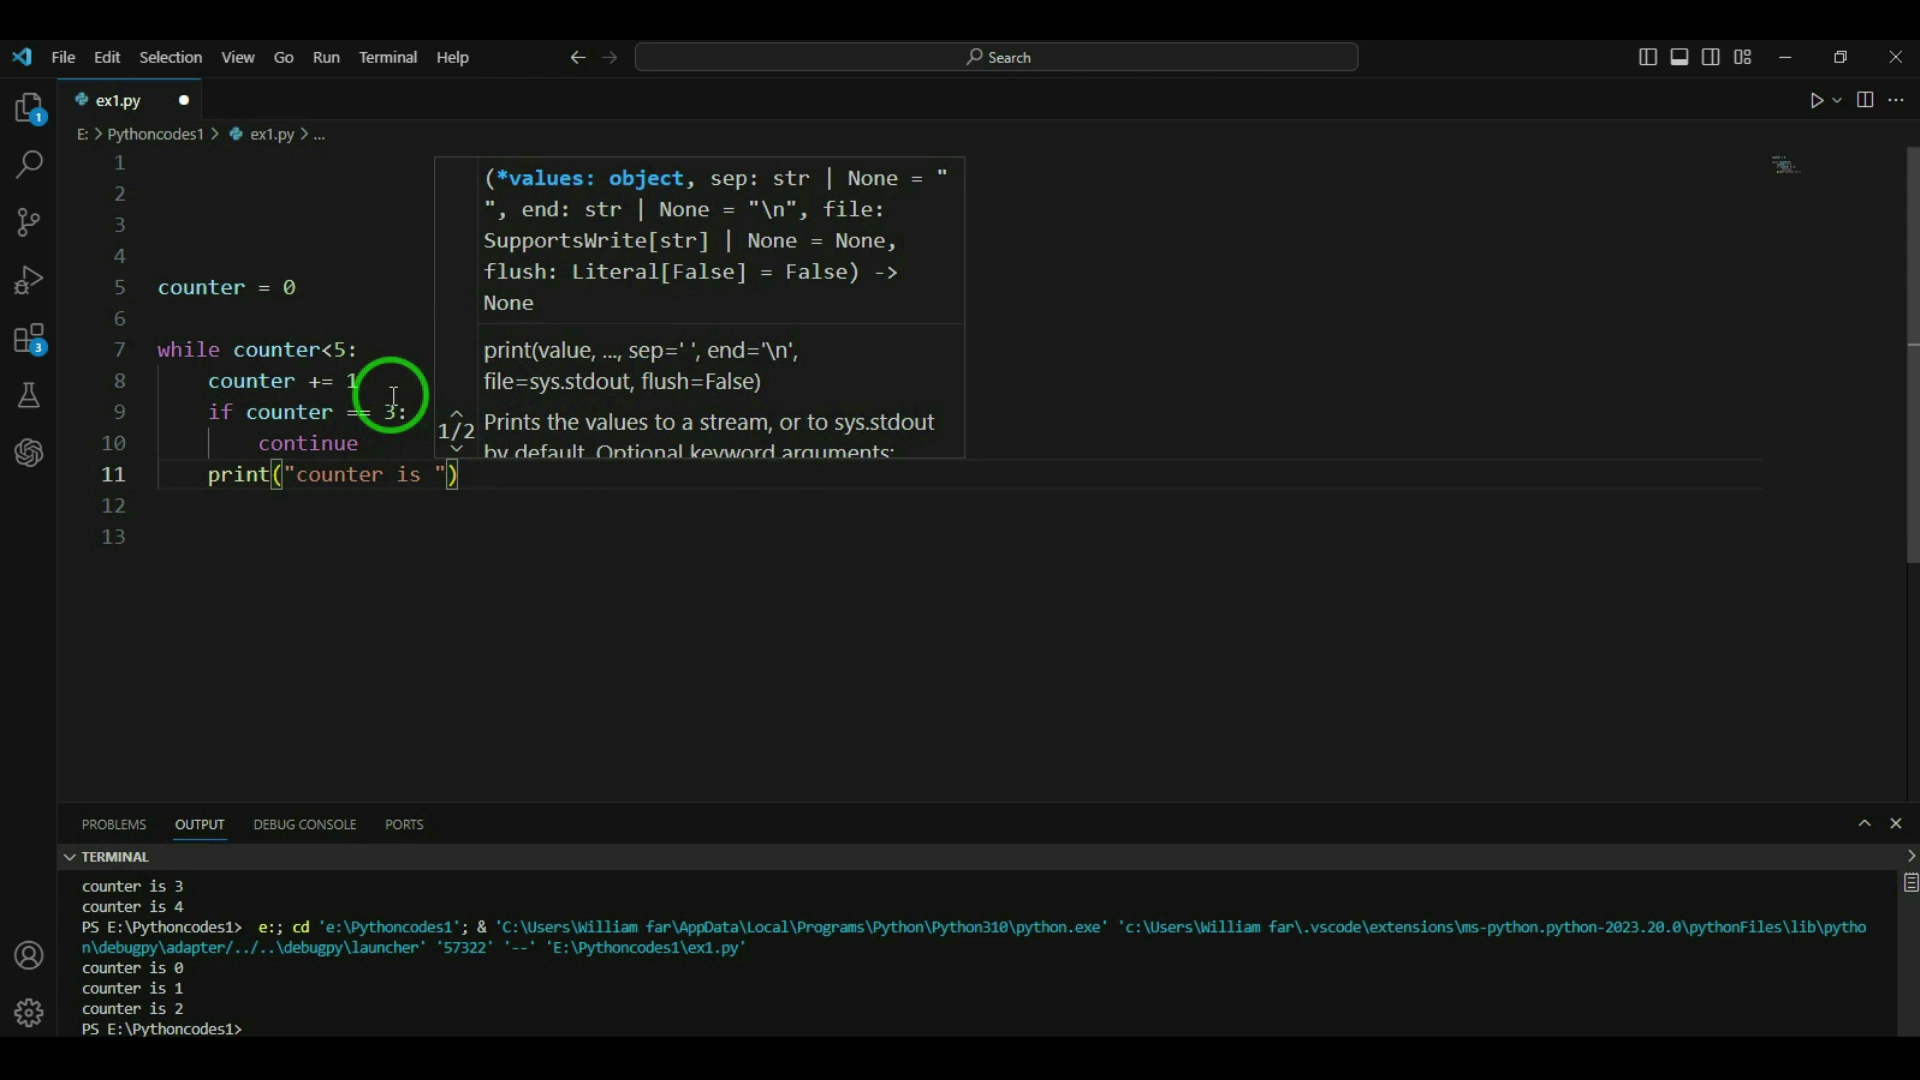 File Edit Selection View Go Run Terminal Help
Search
ex1.py
E: > Pythoncodes1 > ex1.py > ...
1
2
3
4
5 counter = 0
6
7 while counter<5:
8 counter += 1
9 if counter == 3:
10 continue
11 print("counter is ")
12
13
(*values: object, sep: str | None = "
", end: str | None = "\n", file:
SupportsWrite[str] | None = None,
flush: Literal[False] = False) ->
None
print(value, ..., sep=' ', end='\n',
file=sys.stdout, flush=False)
1/2
Prints the values to a stream, or to sys.stdout
by default. Optional keyword arguments:
1
3
PROBLEMS OUTPUT DEBUG CONSOLE PORTS
TERMINAL
counter is 3
counter is 4
PS E:\Pythoncodes1> e:; cd 'e:\Pythoncodes1'; & 'C:\Users\William far\AppData\Local\Programs\Python\Python310\python.exe' 'c:\Users\William far\.vscode\extensions\ms-python.python-2023.20.0\pythonFiles\lib\pytho
n\debugpy\adapter/../..\debugpy\launcher' '57322' '--' 'E:\Pythoncodes1\ex1.py'
counter is 0
counter is 1
counter is 2
PS E:\Pythoncodes1>